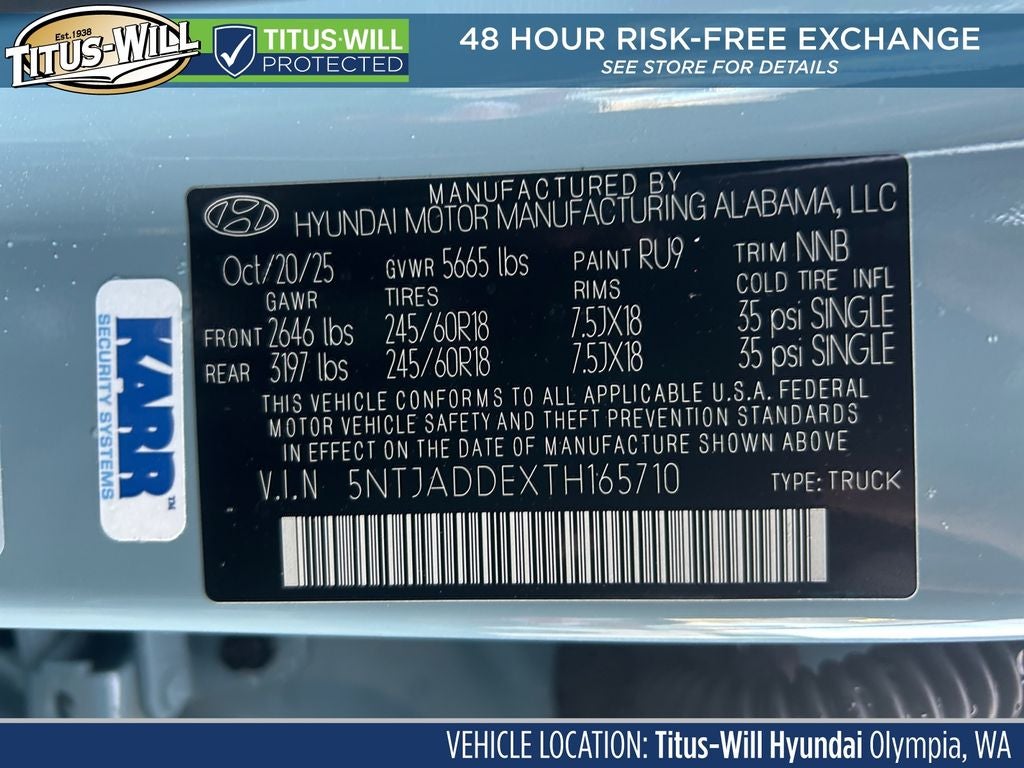 Est.1938
TITUS-WILL
TITUS-WILL
PROTECTED
48 HOUR RISK-FREE EXCHANGE
SEE STORE FOR DETAILS
MANUFACTURED BY
HYUNDAI MOTOR MANUFACTURING ALABAMA, LLC
Oct/20/25 GVWR 5665 lbs PAINT RU9 TRIM NNB
GAWR TIRES RIMS COLD TIRE INFL
FRONT 2646 lbs 245/60R18 7.5JX18 35 psi SINGLE
REAR 3197 lbs 245/60R18 7.5JX18 35 psi SINGLE
THIS VEHICLE CONFORMS TO ALL APPLICABLE U.S.A. FEDERAL
MOTOR VEHICLE SAFETY AND THEFT PREVENTION STANDARDS
IN EFFECT ON THE DATE OF MANUFACTURE SHOWN ABOVE
V.I.N 5NTJADDEXTH165710 TYPE: TRUCK
KARR TM
SECURITY SYSTEMS
VEHICLE LOCATION: Titus-Will Hyundai Olympia, WA